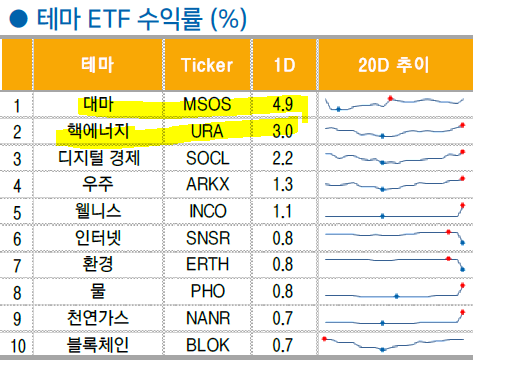 ● 테마 ETF 수익률 (%)
테마 Ticker 1D 20D 추이
1 대마 MSOS 4.9
2 핵에너지 URA 3.0
3 디지털 경제 SOCL 2.2
4 우주 ARKX 1.3
5 웰니스 INCO 1.1
6 인터넷 SNSR 0.8
7 환경 ERTH 0.8
8 물 PHO 0.8
9 천연가스 NANR 0.7
10 블록체인 BLOK 0.7